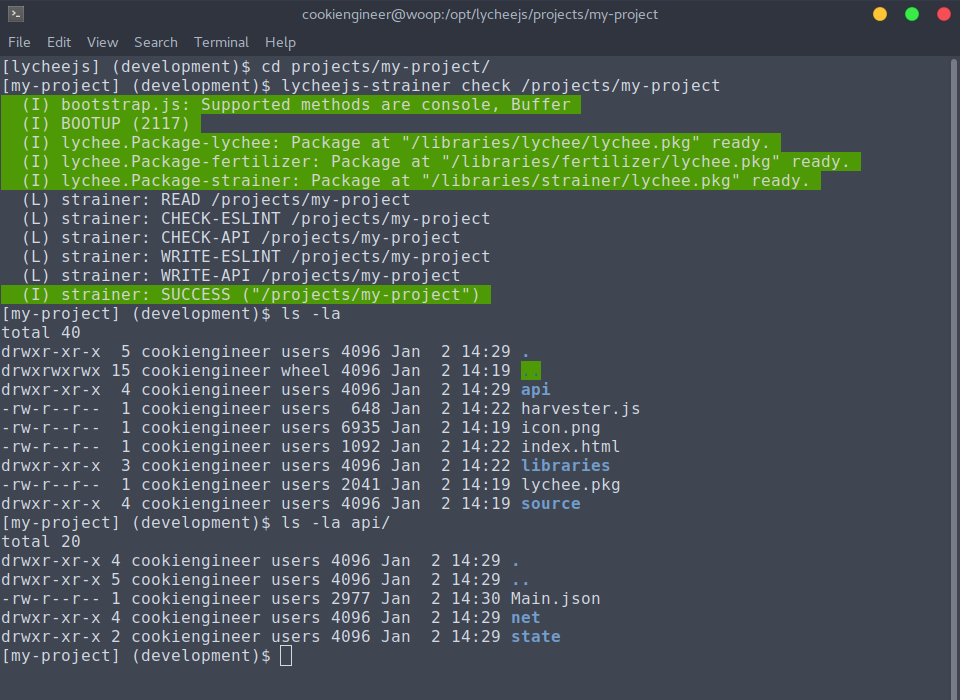 cookiengineer@woop:/opt/lycheejs/projects/my-project
File Edit View Search Terminal Help
[lycheejs] (development)$ cd projects/my-project/
[my-project] (development)$ lycheejs-strainer check /projects/my-project
  (I) bootstrap.js: Supported methods are console, Buffer
  (I) BOOTUP (2117)
  (I) lychee.Package-lychee: Package at "/libraries/lychee/lychee.pkg" ready.
  (I) lychee.Package-fertilizer: Package at "/libraries/fertilizer/lychee.pkg" ready.
  (I) lychee.Package-strainer: Package at "/libraries/strainer/lychee.pkg" ready.
  (L) strainer: READ /projects/my-project
  (L) strainer: CHECK-ESLINT /projects/my-project
  (L) strainer: CHECK-API /projects/my-project
  (L) strainer: WRITE-ESLINT /projects/my-project
  (L) strainer: WRITE-API /projects/my-project
  (I) strainer: SUCCESS ("/projects/my-project")
[my-project] (development)$ ls -la
total 40
drwxr-xr-x  5 cookiengineer users 4096 Jan  2 14:29 .
drwxrwxrwx 15 cookiengineer wheel 4096 Jan  2 14:19 ..
drwxr-xr-x  4 cookiengineer users 4096 Jan  2 14:29 api
-rw-r--r--  1 cookiengineer users  648 Jan  2 14:22 harvester.js
-rw-r--r--  1 cookiengineer users 6935 Jan  2 14:19 icon.png
-rw-r--r--  1 cookiengineer users 1092 Jan  2 14:22 index.html
drwxr-xr-x  3 cookiengineer users 4096 Jan  2 14:22 libraries
-rw-r--r--  1 cookiengineer users 2041 Jan  2 14:19 lychee.pkg
drwxr-xr-x  4 cookiengineer users 4096 Jan  2 14:19 source
[my-project] (development)$ ls -la api/
total 20
drwxr-xr-x 4 cookiengineer users 4096 Jan  2 14:29 .
drwxr-xr-x 5 cookiengineer users 4096 Jan  2 14:29 ..
-rw-r--r-- 1 cookiengineer users 2977 Jan  2 14:30 Main.json
drwxr-xr-x 4 cookiengineer users 4096 Jan  2 14:29 net
drwxr-xr-x 2 cookiengineer users 4096 Jan  2 14:29 state
[my-project] (development)$